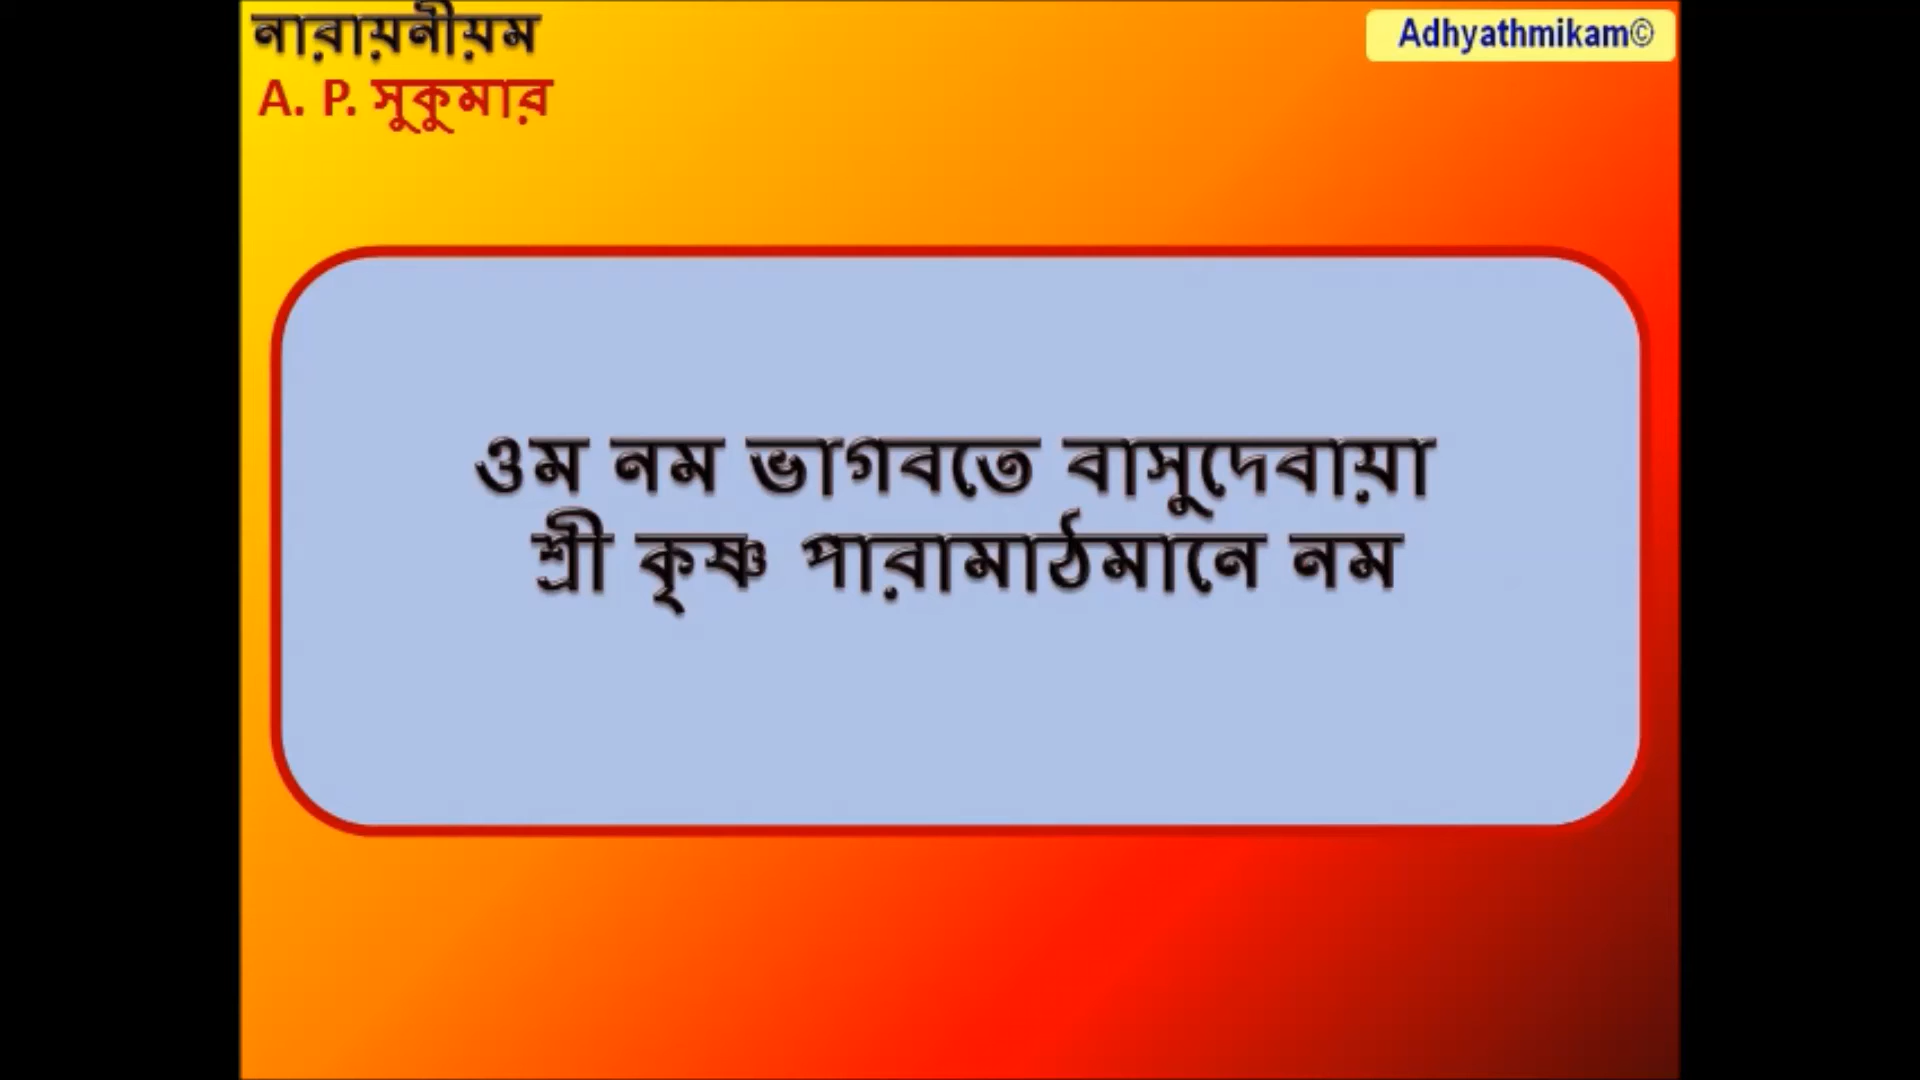 নারায়নীয়ম
Adhyathmikam©
A. P. সুকুমার
ওম নম ভাগবতে বাসুদেবায়া
শ্রী কৃষ্ণ পারামার্ঠমানে নম